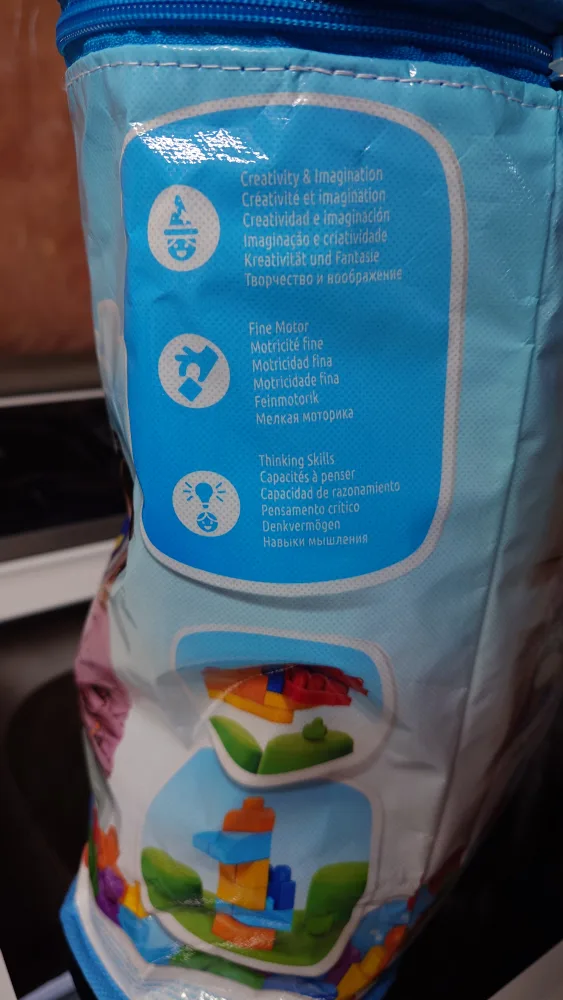 Creativity & Imagination
Créativité et imagination
Creatividad e imaginación
Imaginação e criatividade
Kreativität und Fantasie
Творчество и воображение
Fine Motor
Motricité fine
Motricidad fina
Motricidade fina
Feinmotorik
Мелкая моторика
Thinking Skills
Capacités à penser
Capacidad de razonamiento
Pensamento crítico
Denkvermögen
Навыки мышления